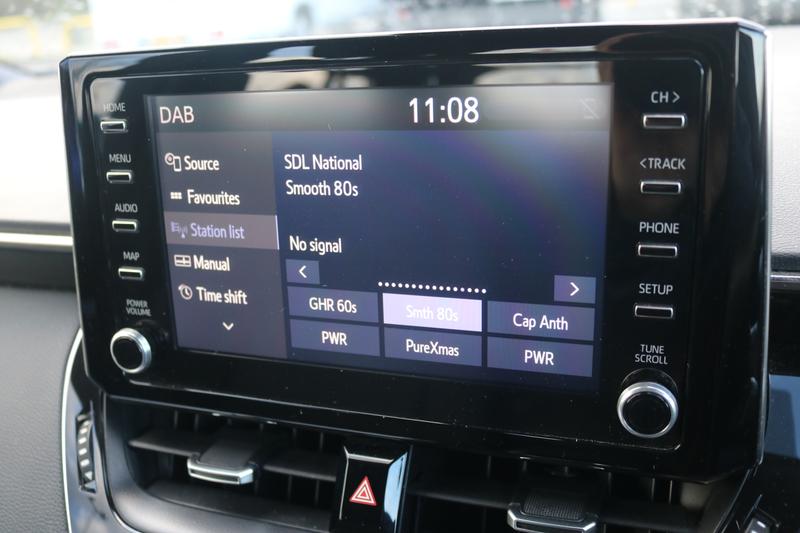 HOME
MENU
AUDIO
MAP
POWER
VOLUME
DAB
11:08
Source
Favourites
Station list
Manual
Time shift
SDL National
Smooth 80s
No signal
<
>
GHR 60s
Smth 80s
Cap Anth
PWR
PureXmas
PWR
CH >
< TRACK
PHONE
SETUP
TUNE
SCROLL